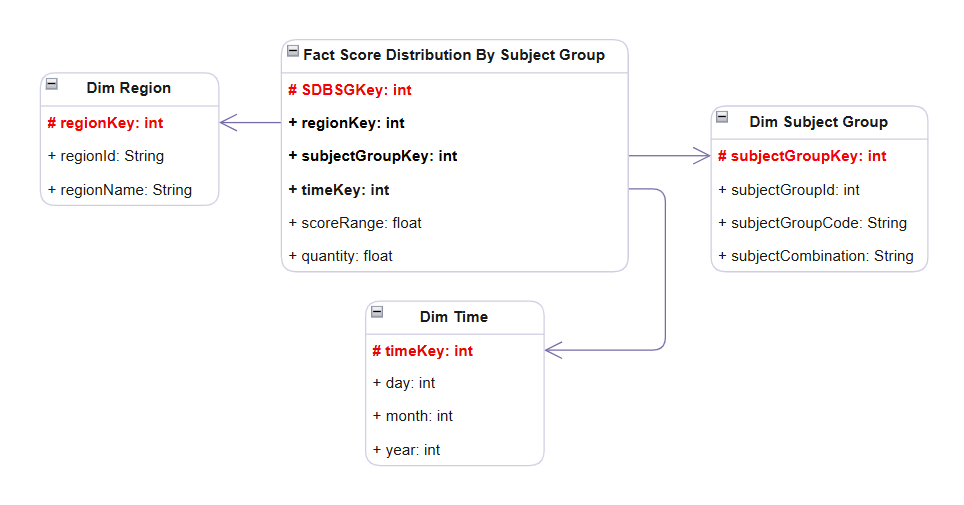 Dim Region
# regionKey: int
+ regionId: String
+ regionName: String
Fact Score Distribution By Subject Group
# SDBSGKey: int
+ regionKey: int
+ subjectGroupKey: int
+ timeKey: int
+ scoreRange: float
+ quantity: float
Dim Subject Group
# subjectGroupKey: int
+ subjectGroupId: int
+ subjectGroupCode: String
+ subjectCombination: String
Dim Time
# timeKey: int
+ day: int
+ month: int
+ year: int